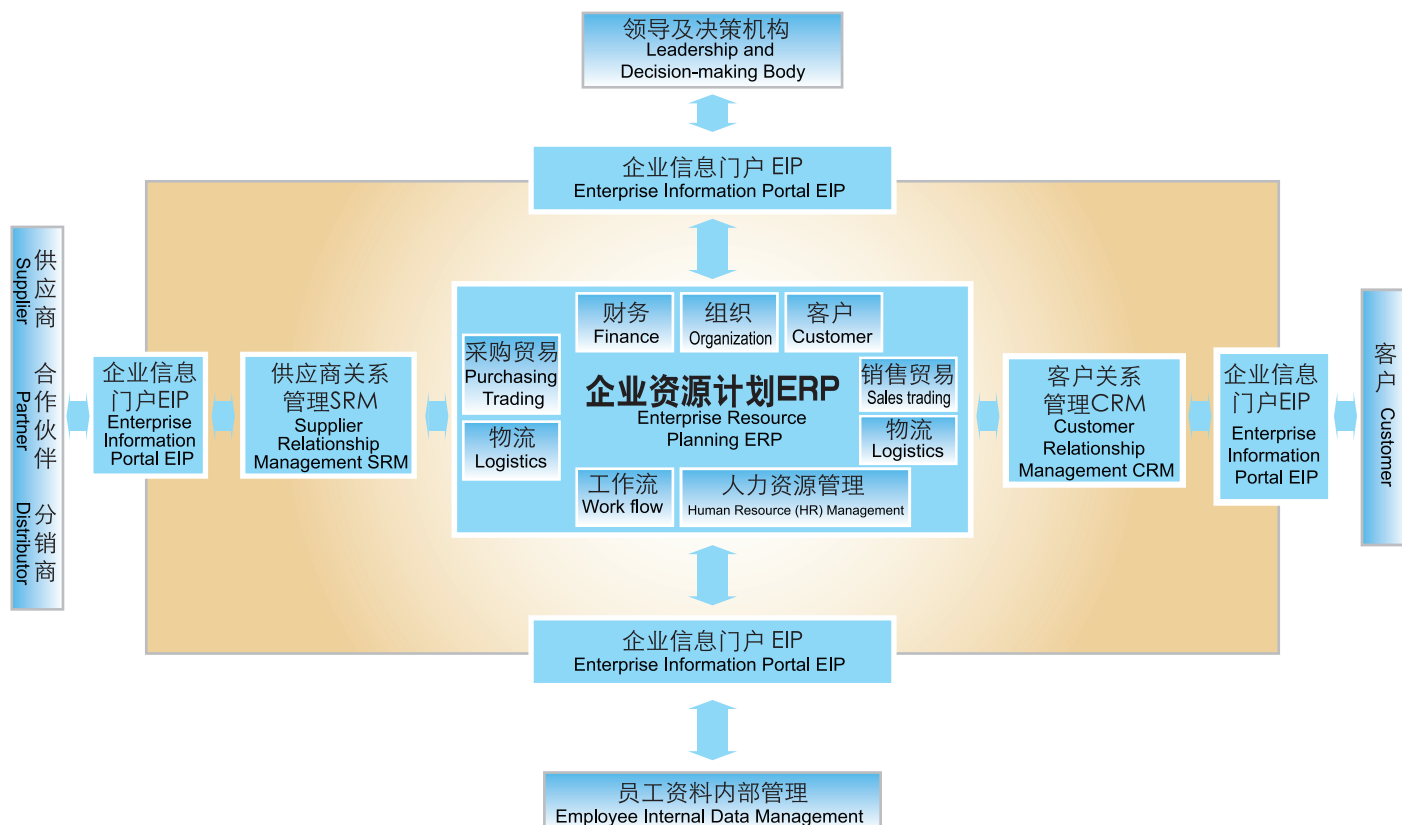 领导及决策机构
Leadership and
Decision-making Body
企业信息门户 EIP
Enterprise Information Portal EIP
供应商
Supplier
合作伙伴
Partner
分销商
Distributor
企业信息
门户EIP
Enterprise
Information
Portal EIP
供应商关系
管理SRM
Supplier
Relationship
Management SRM
采购贸易
Purchasing
Trading
物流
Logistics
财务
Finance
组织
Organization
客户
Customer
企业资源计划ERP
Enterprise Resource
Planning ERP
销售贸易
Sales trading
物流
Logistics
工作流
Work flow
人力资源管理
Human Resource (HR) Management
客户关系
管理CRM
Customer
Relationship
Management CRM
企业信息
门户EIP
Enterprise
Information
Portal EIP
客户
Customer
企业信息门户 EIP
Enterprise Information Portal EIP
员工资料内部管理
Employee Internal Data Management